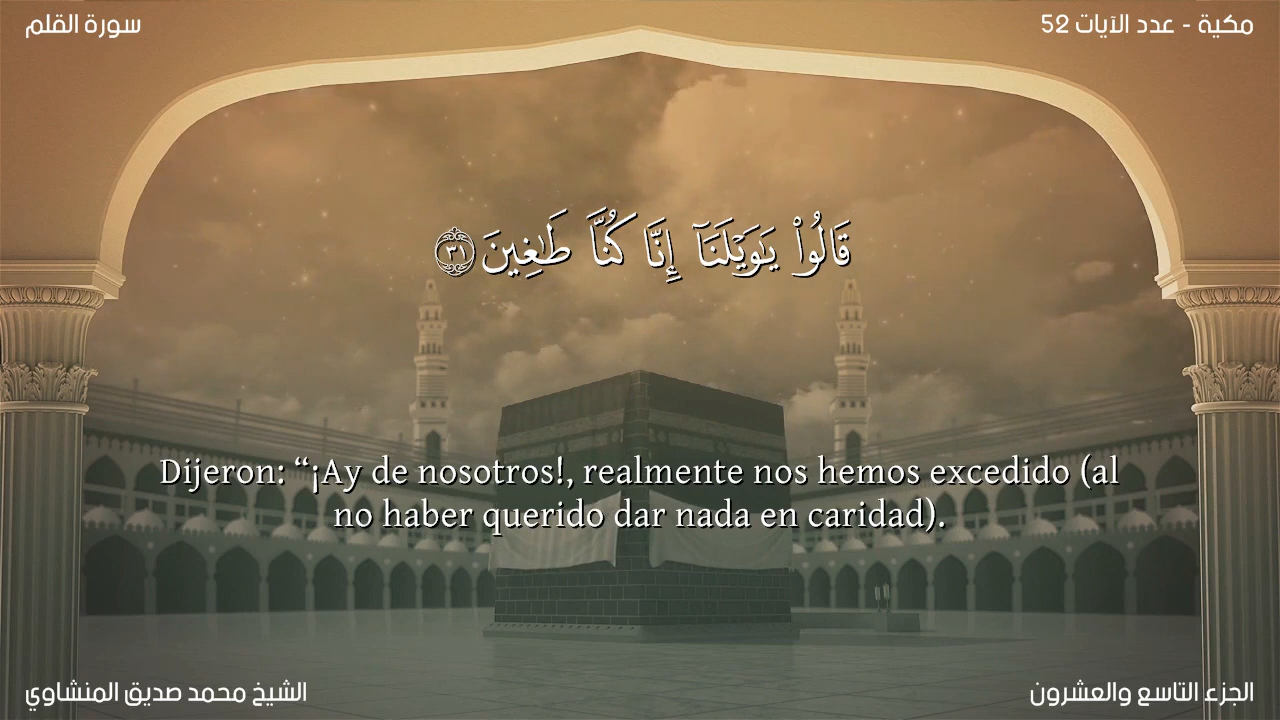 سورة القلم
مكية - عدد الآيات 52
قَالُوا۟ يَـٰوَيْلَنَآ إِنَّا كُنَّا طَـٰغِينَ ٣١
Dijeron: “¡Ay de nosotros!, realmente nos hemos excedido (al
no haber querido dar nada en caridad).
الشيخ محمد صديق المنشاوي
الجزء التاسع والعشرون